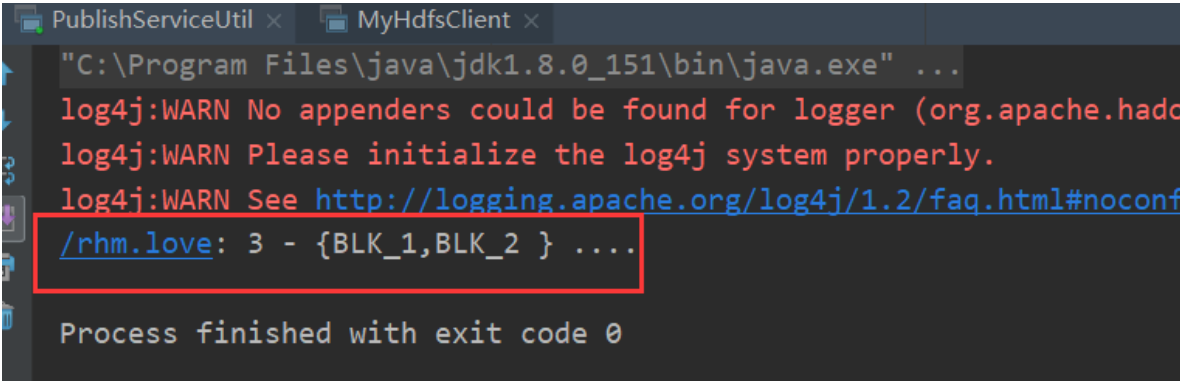 PublishServiceUtil × MyHdfsClient ×
"C:\Program Files\java\jdk1.8.0_151\bin\java.exe" ...
log4j:WARN No appenders could be found for logger (org.apache.hado
log4j:WARN Please initialize the log4j system properly.
log4j:WARN See http://logging.apache.org/log4j/1.2/faq.html#noconf
/rhm.love: 3 - {BLK_1,BLK_2 } ....
Process finished with exit code 0